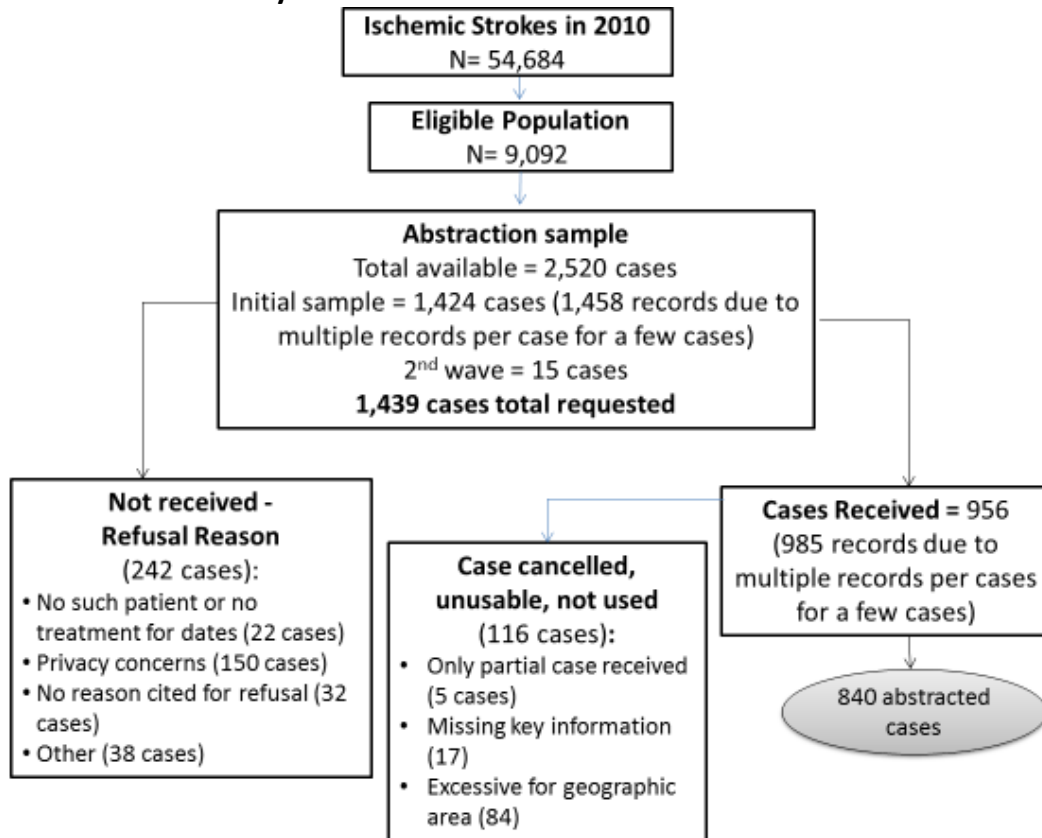 Ischemic Strokes in 2010
N= 54,684
Eligible Population
N= 9,092
Abstraction sample
Total available = 2,520 cases
Initial sample = 1,424 cases (1,458 records due to
multiple records per case for a few cases)
2nd wave = 15 cases
1,439 cases total requested
Not received -
Refusal Reason
(242 cases):
• No such patient or no
treatment for dates (22 cases)
• Privacy concerns (150 cases)
• No reason cited for refusal (32
cases)
• Other (38 cases)
Case cancelled,
unusable, not used
(116 cases):
• Only partial case received
(5 cases)
• Missing key information
(17)
• Excessive for geographic
area (84)
Cases Received = 956
(985 records due to
multiple records per cases
for a few cases)
840 abstracted
cases